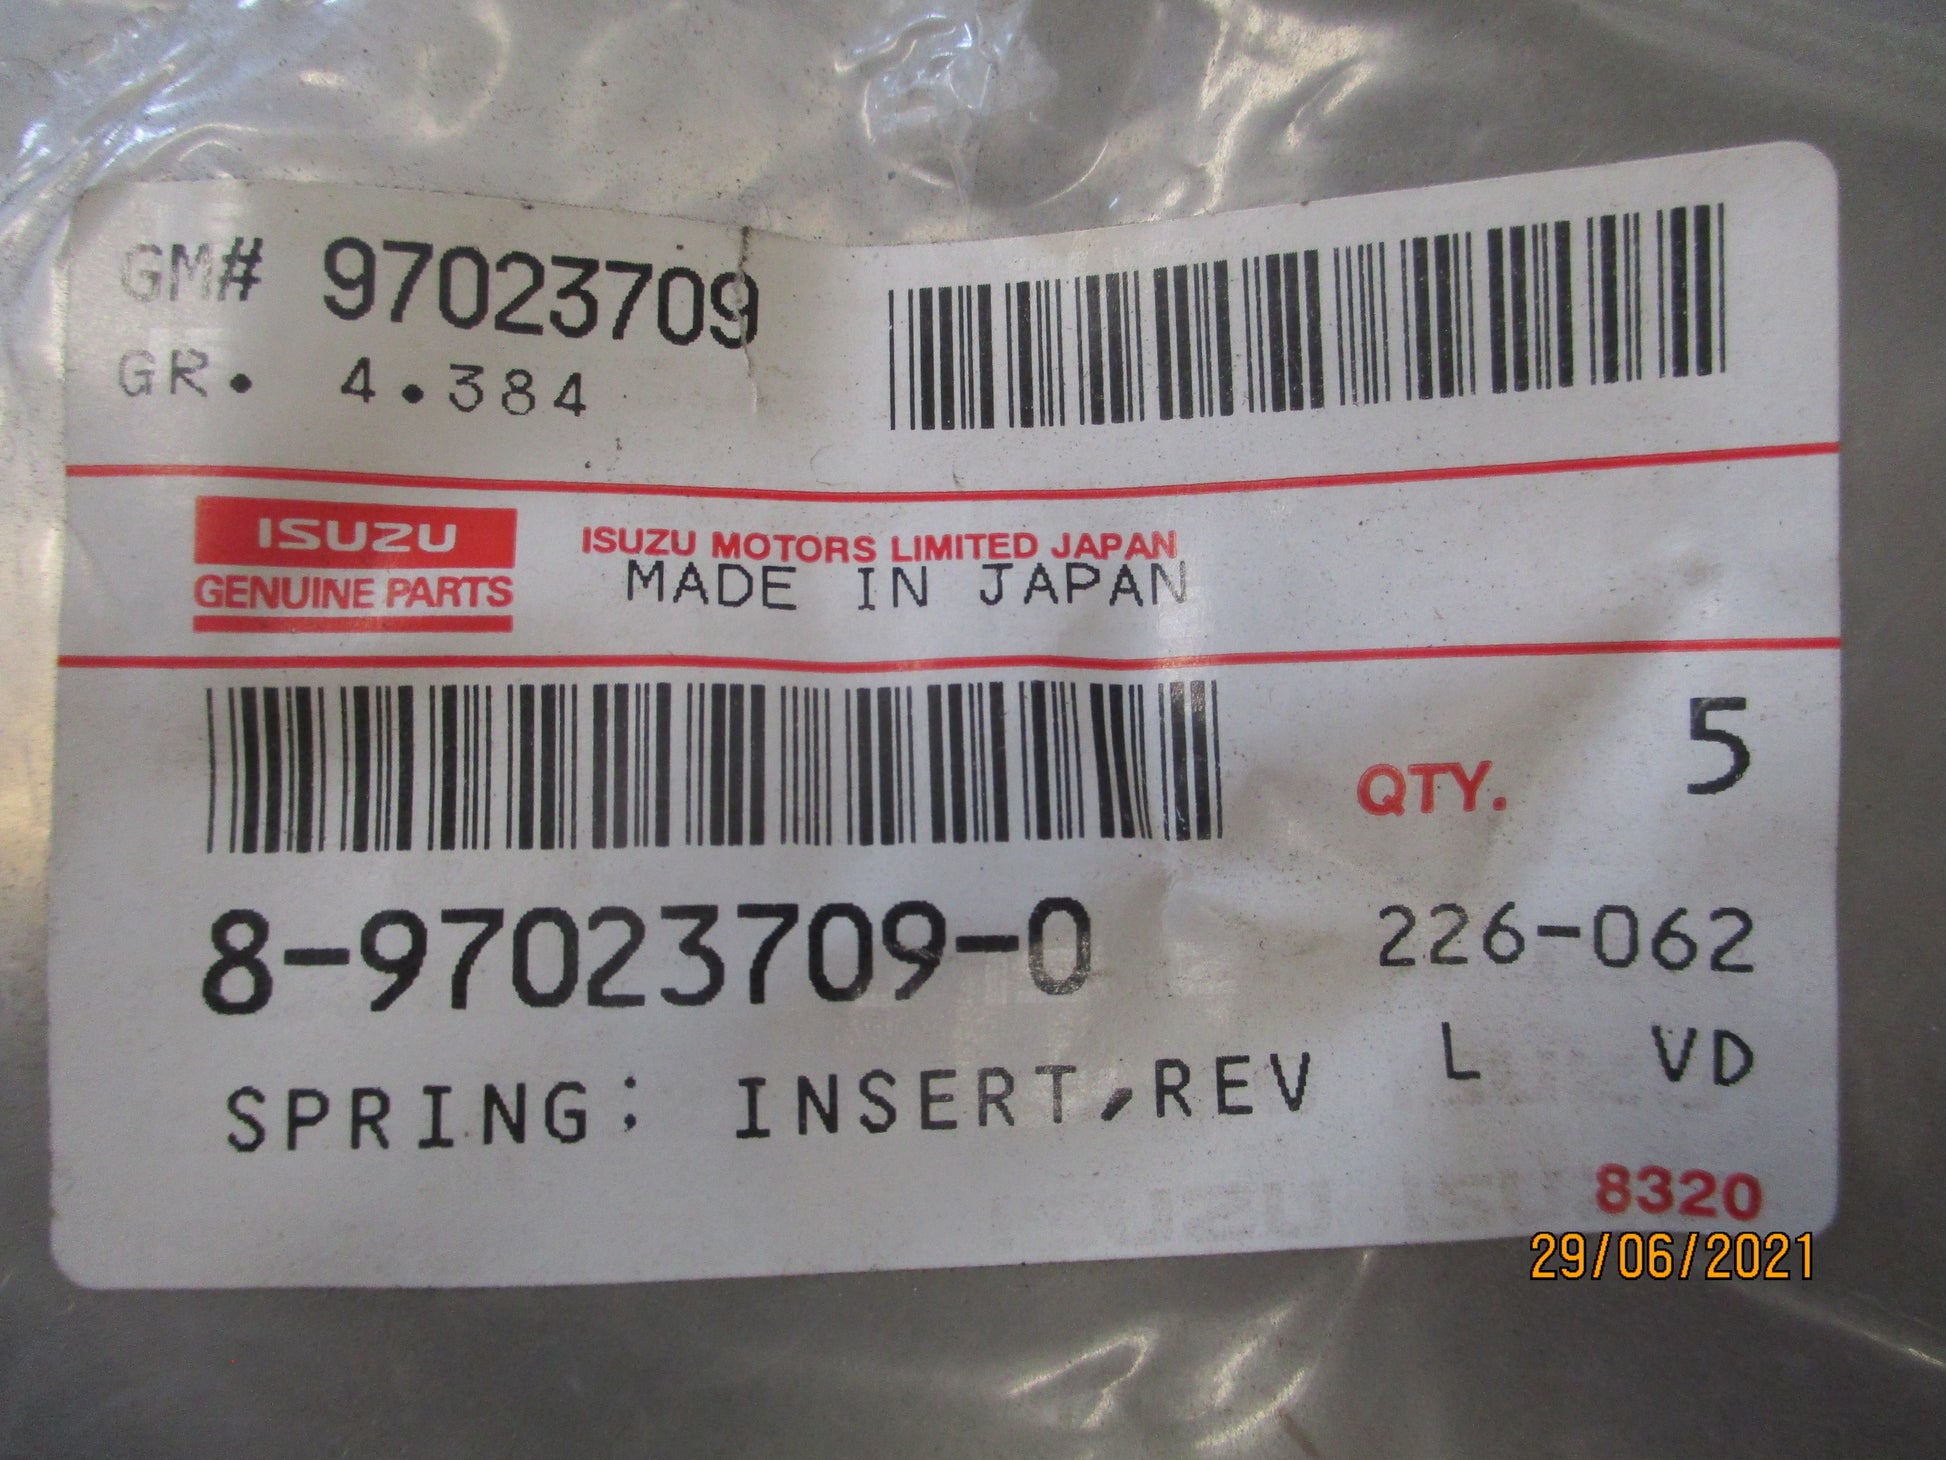 GM# 97023709
GR. 4.384
ISUZU
GENUINE PARTS
ISUZU MOTORS LIMITED JAPAN
MADE IN JAPAN
QTY. 5
8-97023709-0
226-062
SPRING; INSERT,REV
L VD
8320
29/06/2021